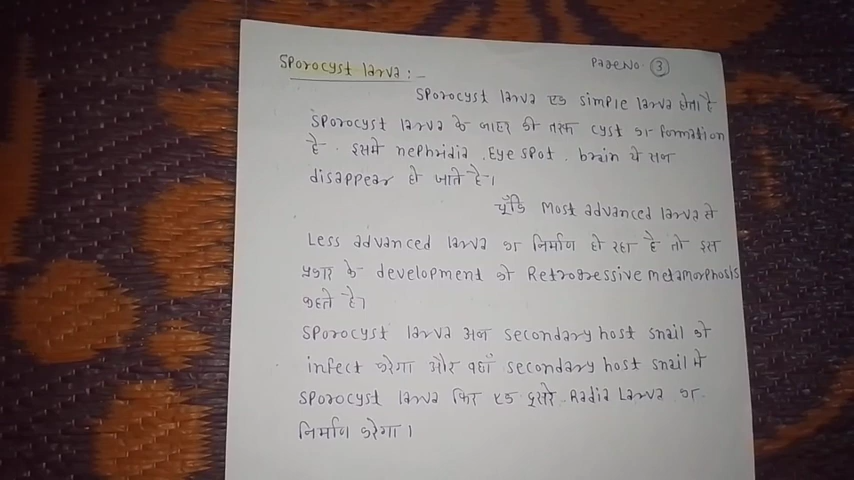 Sporocyst larva :-
Page No. 3
Sporocyst larva एक simple larva होता है
Sporocyst larva के बाहर की तरफ cyst का formation
है. इसमे nephridia. Eye spot. brain ये सब
disappear हो जाते है।
चूँकि Most advanced larva से
Less advanced larva का निर्माण हो रहा है तो इस
प्रकार के development को Retrogressive metamorphosis
कहते है।
Sporocyst larva अब secondary host snail को
infect करेगा और वहाँ secondary host snail मे
Sporocyst larva फिर एक दूसरे.. Radia Larva का
निर्माण करेगा।